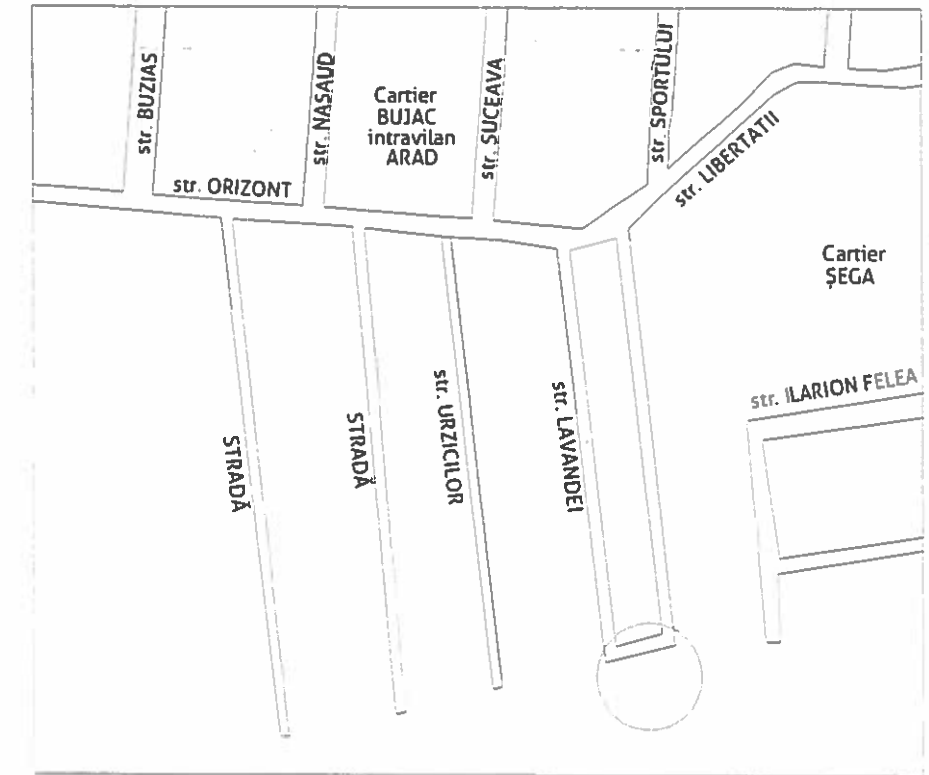 str. BUZIAS
str. NASAUD
Cartier
BUJAC
intravilan
ARAD
str. SUCEAVA
str. SPORTULUI
str. LIBERTATII
str. ORIZONT
Cartier
ȘEGA
str. ILARION FELEA
STRADĂ
STRADĂ
str. URZICILOR
str. LAVANDEI